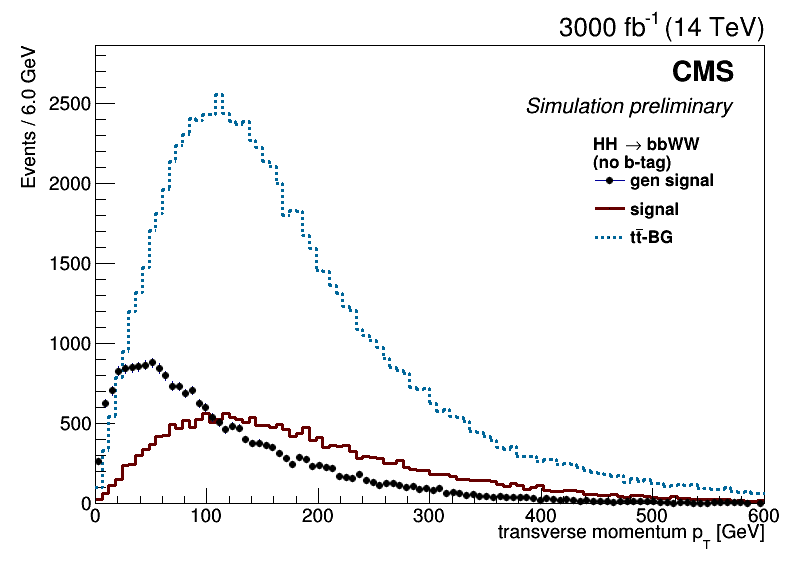 3000 fb-1 (14 TeV)
CMS
Simulation preliminary
HH → bbWW
(no b-tag)
gen signal
signal
tt̄-BG
Events / 6.0 GeV
2500
2000
1500
1000
500
0
0 100 200 300 400 500 600
transverse momentum pT [GeV]